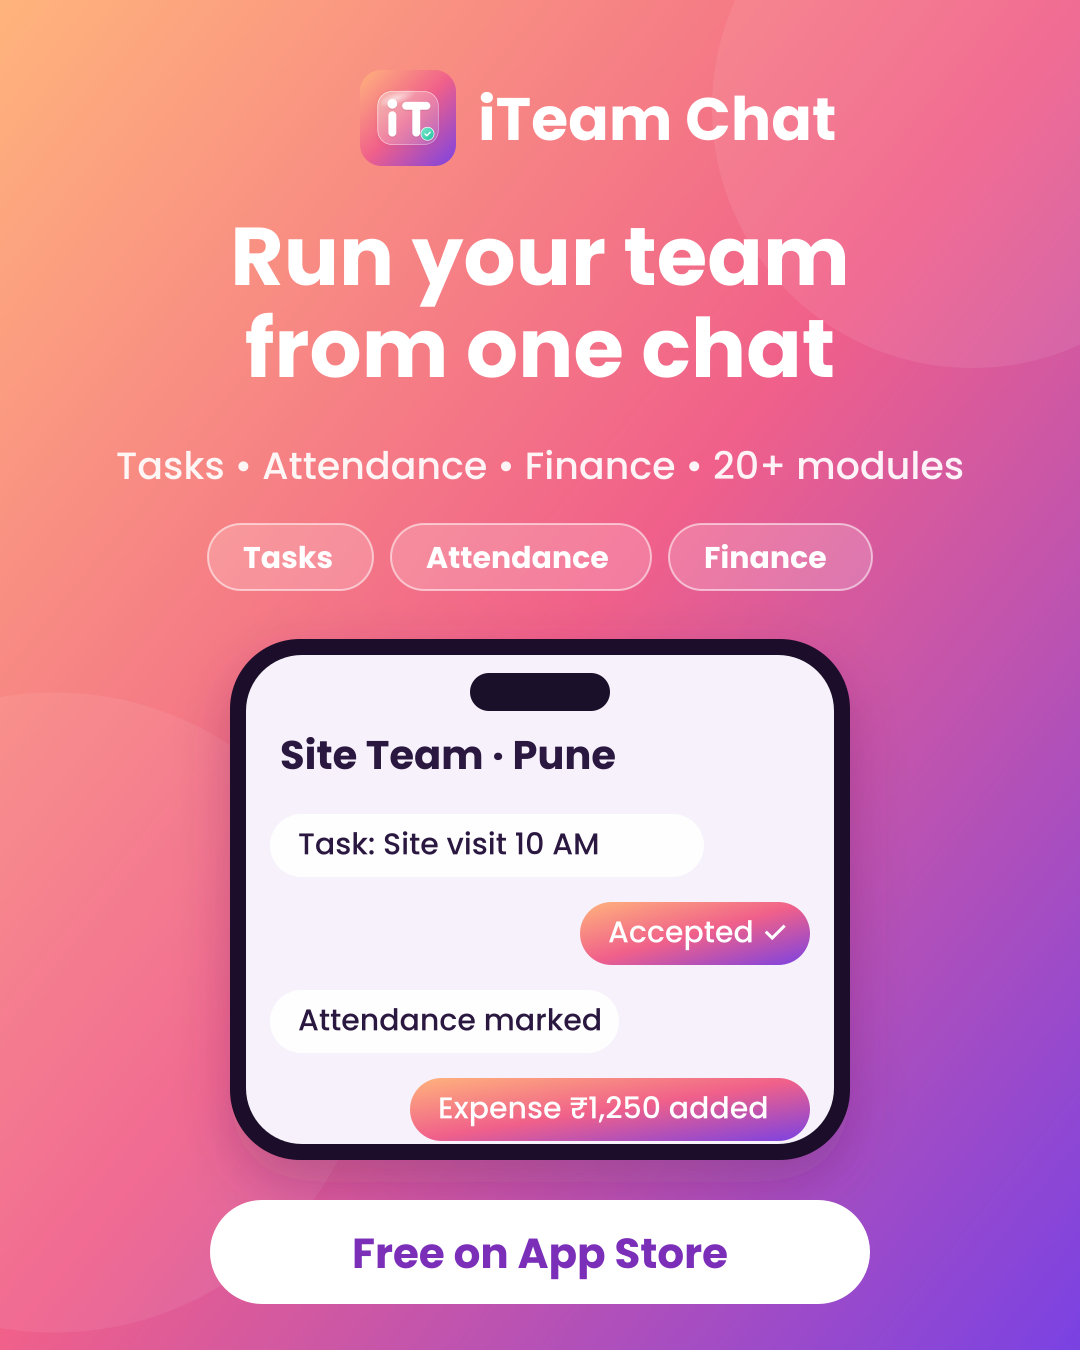 iT
iTeam Chat
Run your team
from one chat
Tasks • Attendance • Finance • 20+ modules
Tasks
Attendance
Finance
Site Team · Pune
Task: Site visit 10 AM
Accepted ✓
Attendance marked
Expense ₹1,250 added
Free on App Store